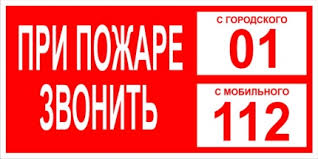 ПРИ ПОЖАРЕ
ЗВОНИТЬ
С ГОРОДСКОГО
01
С МОБИЛЬНОГО
112